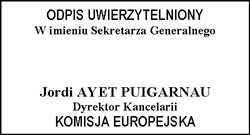 ODPIS UWIERZYTELNIONY
W imieniu Sekretarza Generalnego
Jordi AYET PUIGARNAU
Dyrektor Kancelarii
KOMISJA EUROPEJSKA